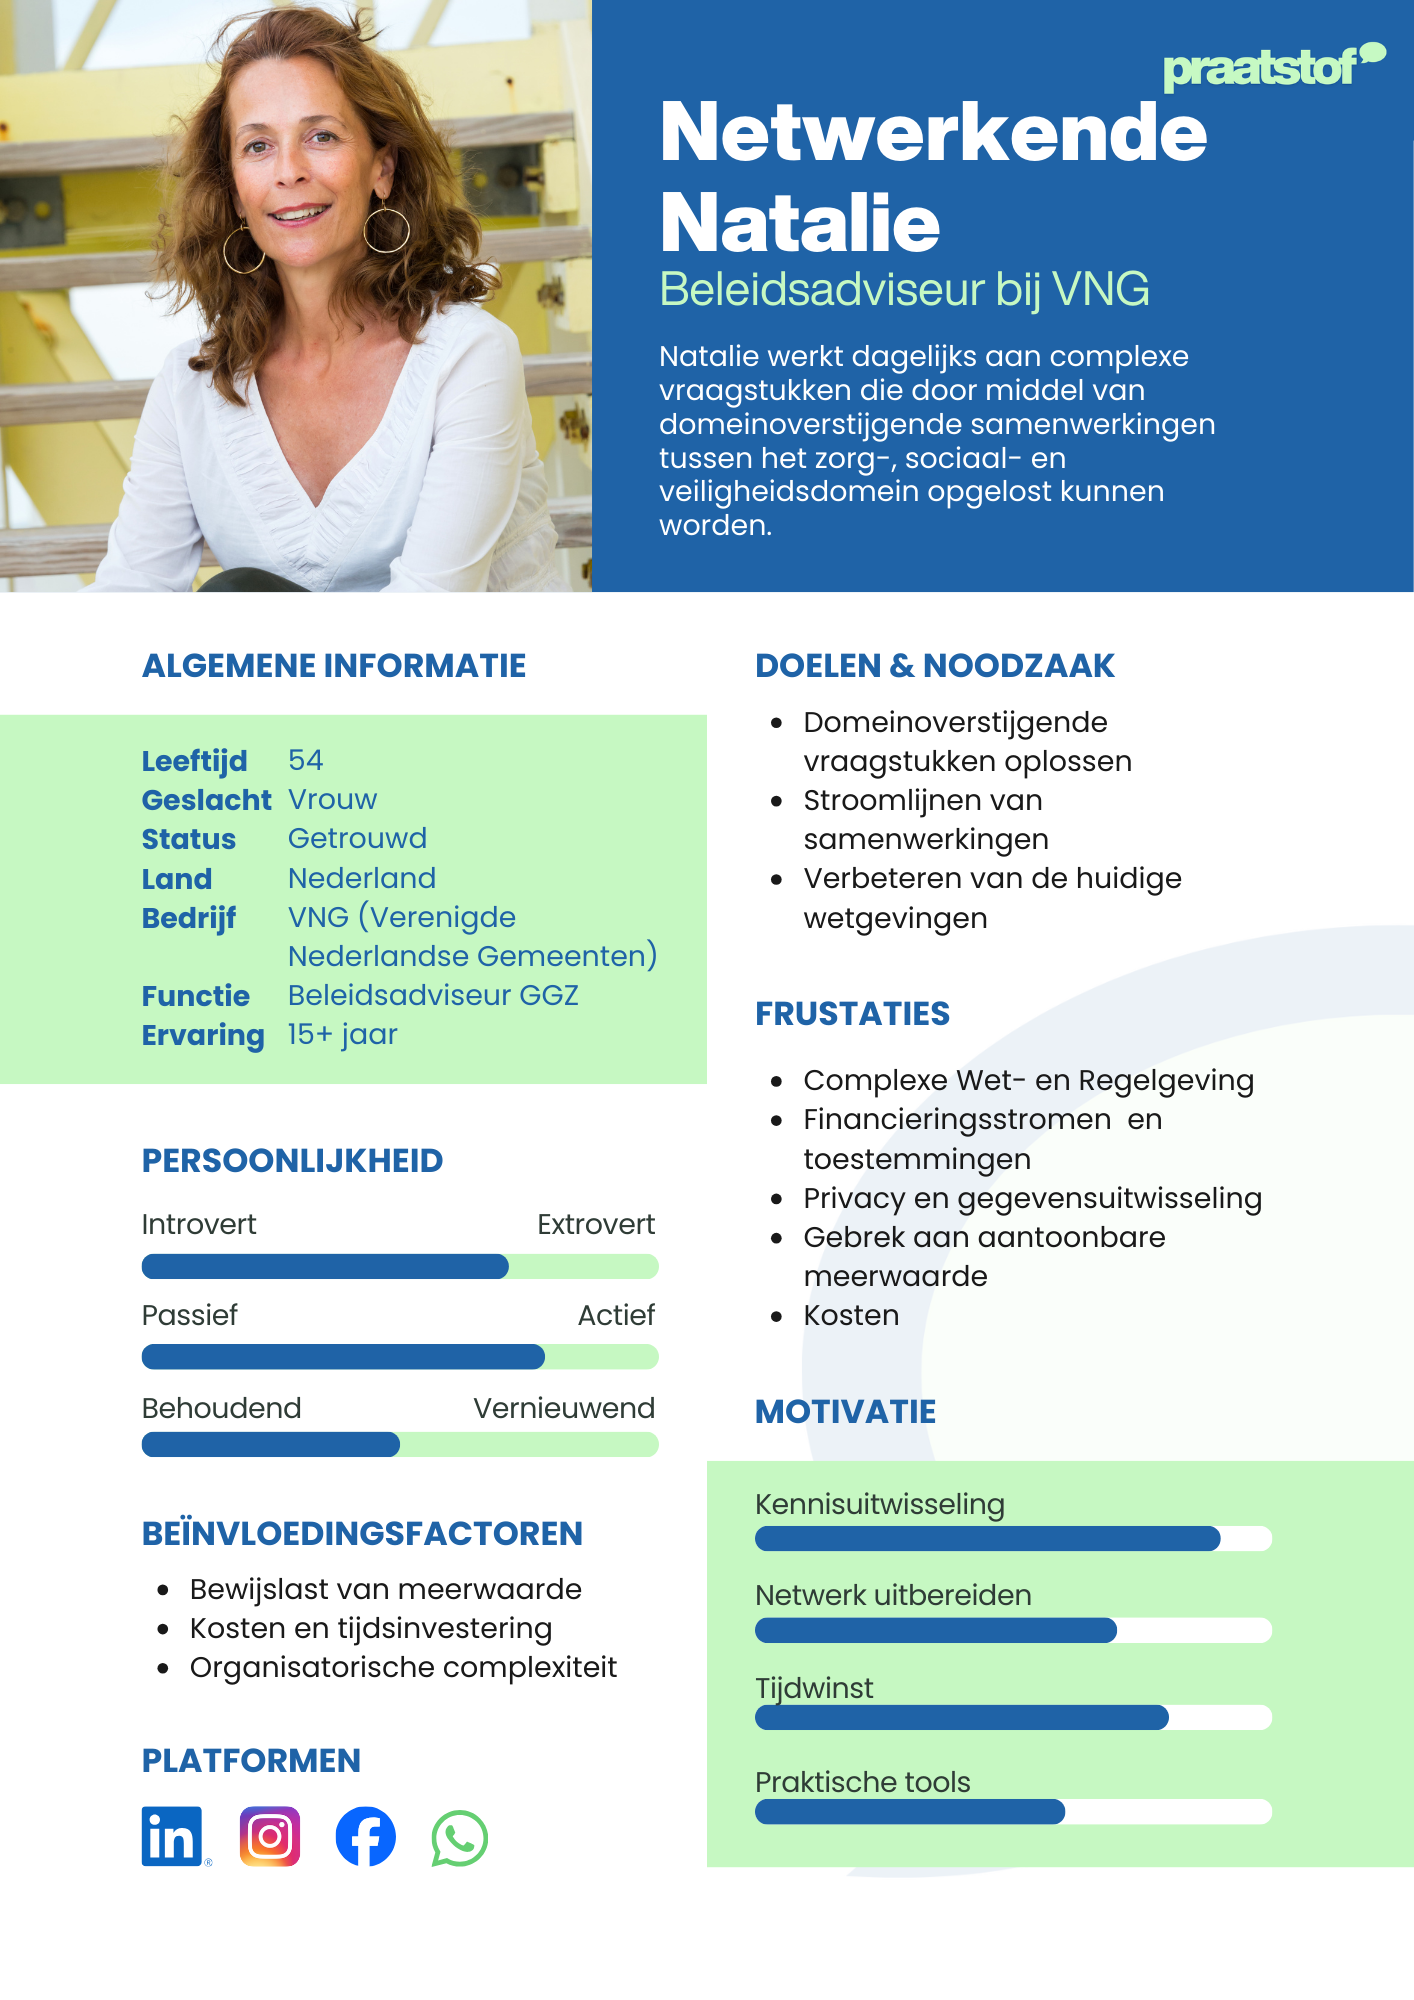 praatstof
Netwerkende
Natalie
Beleidsadviseur bij VNG
Natalie werkt dagelijks aan complexe
vraagstukken die door middel van
domeinoverstijgende samenwerkingen
tussen het zorg-, sociaal- en
veiligheidsdomein opgelost kunnen
worden.
ALGEMENE INFORMATIE
Leeftijd 54
Geslacht Vrouw
Status Getrouwd
Land Nederland
Bedrijf VNG (Verenigde
Nederlandse Gemeenten)
Functie Beleidsadviseur GGZ
Ervaring 15+ jaar
PERSOONLIJKHEID
Introvert Extrovert
Passief Actief
Behoudend Vernieuwend
BEÏNVLOEDINGSFACTOREN
• Bewijslast van meerwaarde
• Kosten en tijdsinvestering
• Organisatorische complexiteit
PLATFORMEN
in ®
DOELEN & NOODZAAK
• Domeinoverstijgende
vraagstukken oplossen
• Stroomlijnen van
samenwerkingen
• Verbeteren van de huidige
wetgevingen
FRUSTATIES
• Complexe Wet- en Regelgeving
• Financieringsstromen en
toestemmingen
• Privacy en gegevensuitwisseling
• Gebrek aan aantoonbare
meerwaarde
• Kosten
MOTIVATIE
Kennisuitwisseling
Netwerk uitbereiden
Tijdwinst
Praktische tools